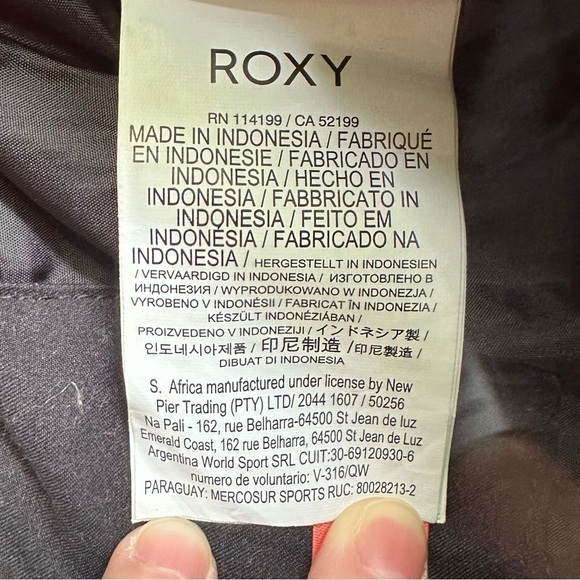 ROXY
RN 114199 / CA 52199
MADE IN INDONESIA / FABRIQUÉ
EN INDONESIE / FABRICADO EN
INDONESIA / HECHO EN
INDONESIA / FABBRICATO IN
INDONESIA / FEITO EM
INDONÉSIA / FABRICADO NA
INDONESIA / HERGESTELLT IN INDONESIEN
/ VERVAARDIGD IN INDONESIA / ИЗГОТОВЛЕНО В
ИНДОНЕЗИЯ / WYPRODUKOWANO W INDONEZJA /
VYROBENO V INDONÉSII / FABRICAT ÎN INDONEZIA /
KÉSZÜLT INDONÉZIÁBAN /
PROIZVEDENO V INDONEZIJI / インドネシア製 /
인도네시아제품 / 印尼制造 / 印尼製造 /
DIBUAT DI INDONESIA
S. Africa manufactured under license by New
Pier Trading (PTY) LTD/ 2044 1607 / 50256
Na Pali - 162, rue Belharra-64500 St Jean de luz
Emerald Coast, 162 rue Belharra, 64500 St Jean de Luz
Argentina World Sport SRL CUIT:30-69120930-6
numero de voluntario: V-316/QW
PARAGUAY: MERCOSUR SPORTS RUC: 80028213-2